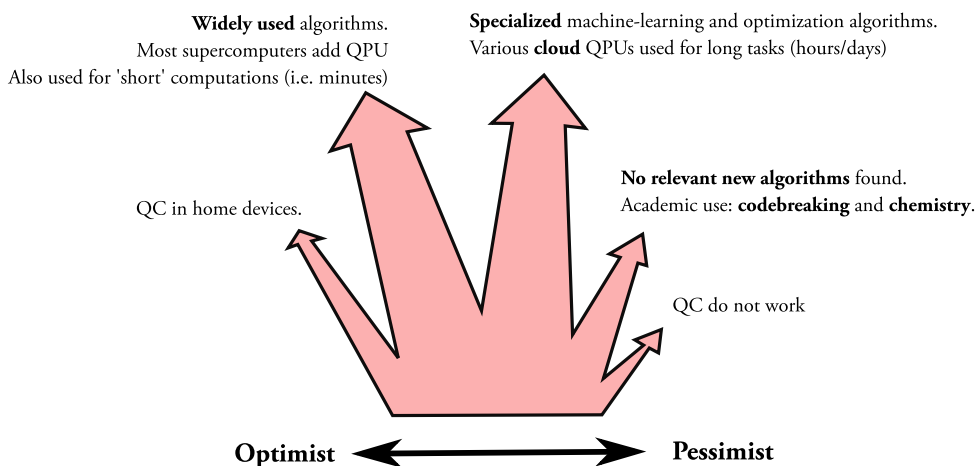 Widely used algorithms.
Most supercomputers add QPU
Also used for 'short' computations (i.e. minutes)
Specialized machine-learning and optimization algorithms.
Various cloud QPUs used for long tasks (hours/days)
No relevant new algorithms found.
Academic use: codebreaking and chemistry.
QC in home devices.
QC do not work
Optimist
Pessimist